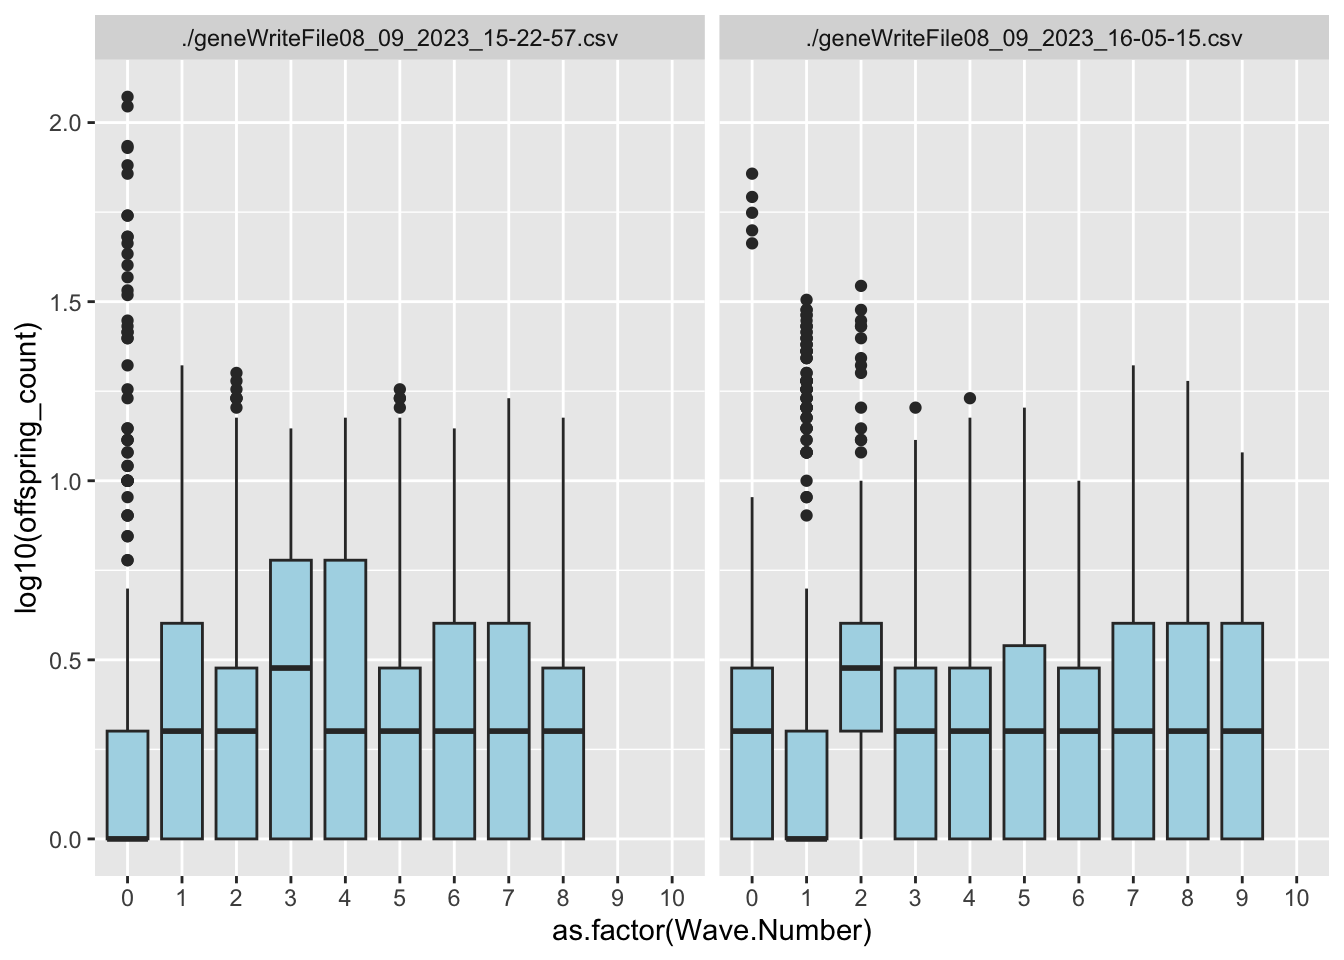 ./geneWriteFile08_09_2023_15-22-57.csv ./geneWriteFile08_09_2023_16-05-15.csv
2.0
1.5
1.0
0.5
0.0
log10(offspring_count)
0 1 2 3 4 5 6 7 8 9 10 0 1 2 3 4 5 6 7 8 9 10
as.factor(Wave.Number)